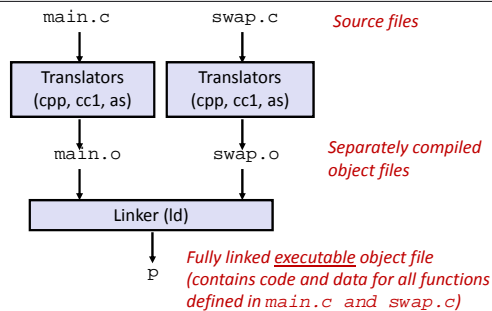 main.c swap.c Source files
Translators Translators
(cpp, cc1, as) (cpp, cc1, as)
main.o swap.o Separately compiled
object files
Linker (ld)
Fully linked executable object file
p (contains code and data for all functions
defined in main.c and swap.c)